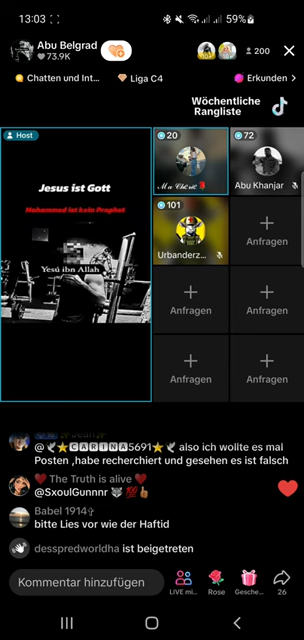 13:03
59%
Abu Belgrad
73.9K
200
Chatten und Int...
Liga C4
Erkunden >
Wöchentliche
Rangliste
Host
20
72
Jesus ist Gott
Mohammed ist kein Prophet
Abu Khanjar
101
Yesú ibn Allah
Anfragen
Urbanderz...
Anfragen
Anfragen
Anfragen
Anfragen
@🕊⭐CARINA5691⭐🕊 also ich wollte es mal
Posten ,habe recherchiert und gesehen es ist falsch
❤️ The Truth is alive ❤️
@SxoulGunnnr 🐺💯👍
Babel 1914✞
bitte Lies vor wie der Haftid
desspredworldha ist beigetreten
Kommentar hinzufügen
LIVE mi...
Rose
Gesche...
26